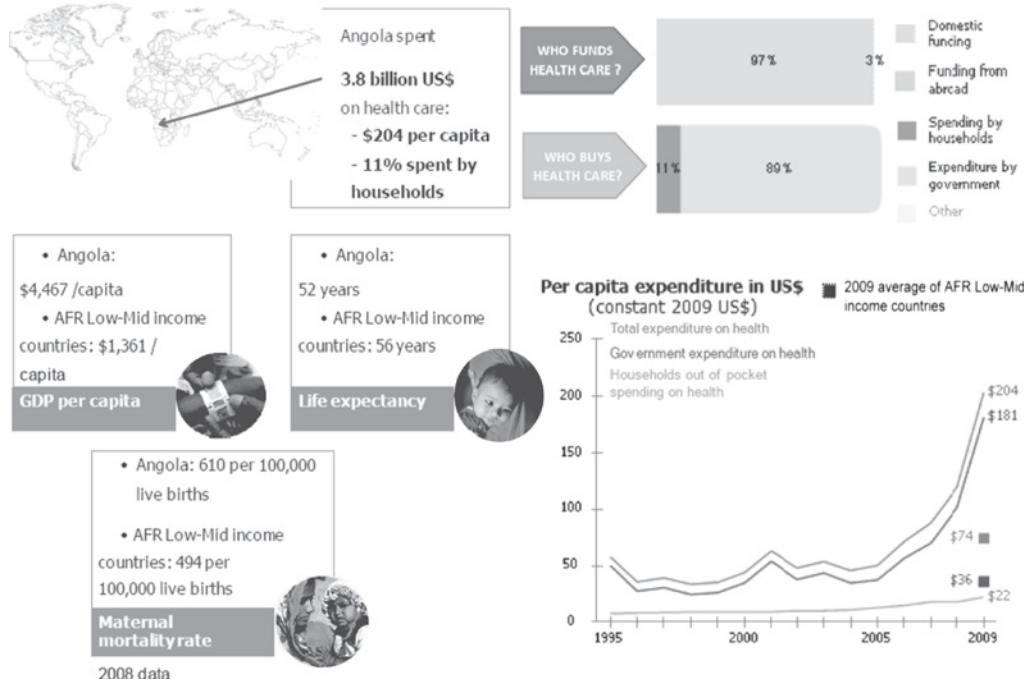 Angola spent
3.8 billion US$
on health care:
- $204 per capita
- 11% spent by
households
WHO FUNDS
HEALTH CARE ?
97 %
3 %
WHO BUYS
HEALTH CARE?
11 %
89 %
Domestic
funcing
Funding from
abrcad
Spending by
households
Expenditure by
government
Other
• Angola:
$4,467 /capita
• AFR Low-Mid income
countries: $1,361 /
capita
GDP per capita
• Angola:
52 years
• AFR Low-Mid income
countries: 56 years
Life expectancy
• Angola: 610 per 100,000
live births
• AFR Low-Mid income
countries: 494 per
100,000 live births
Maternal
mortality rate
2008 data
Per capita expenditure in US$
(constant 2009 US$)
2009 average of AFR Low-Mid
income countries
Total expenditure on health
Government expenditure on health
Households out of pocket
spending on health
250
200
150
100
50
0
1995
2000
2005
2009
$204
$181
$74
$36
$22